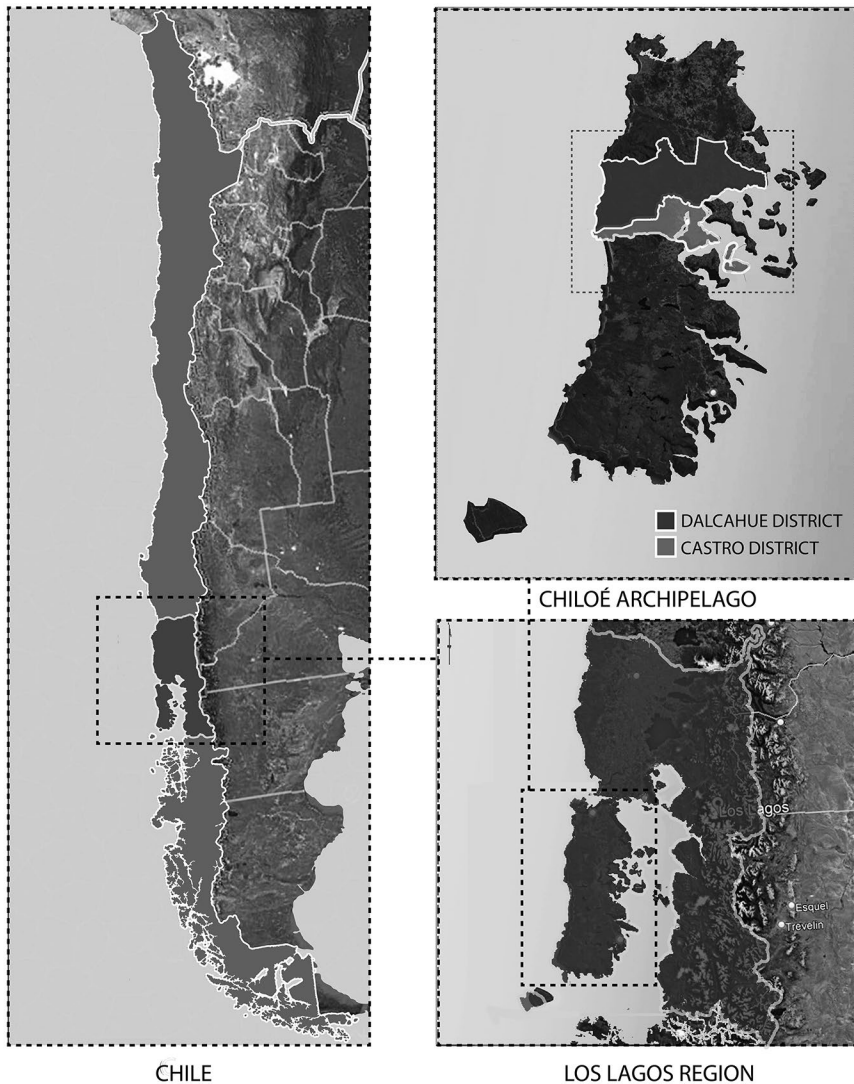 DALCAHUE DISTRICT
CASTRO DISTRICT
CHILOÉ ARCHIPELAGO
Los Lagos
Esquel
Trevelin
CHILE
LOS LAGOS REGION